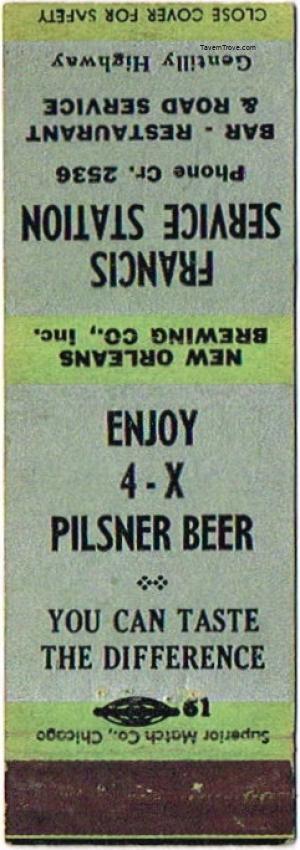 TavernTrove.com
ENJOY
4 - X
PILSNER BEER
YOU CAN TASTE
THE DIFFERENCE
Superior Match Co., Chicago
19
NEW ORLEANS
BREWING CO., Inc.
FRANCIS
SERVICE STATION
Phone Cr. 2536
BAR - RESTAURANT
& ROAD SERVICE
Gentilly Highway
CLOSE COVER FOR SAFETY